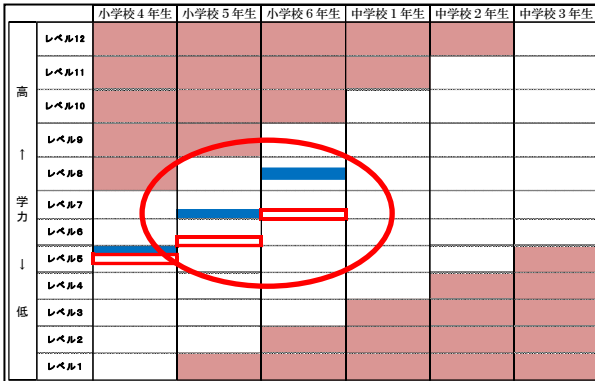 小学校4年生 小学校5年生 小学校6年生 中学校1年生 中学校2年生 中学校3年生
高 ↑ 学力 ↓ 低
レベル12
レベル11
レベル10
レベル9
レベル8
レベル7
レベル6
レベル5
レベル4
レベル3
レベル2
レベル1